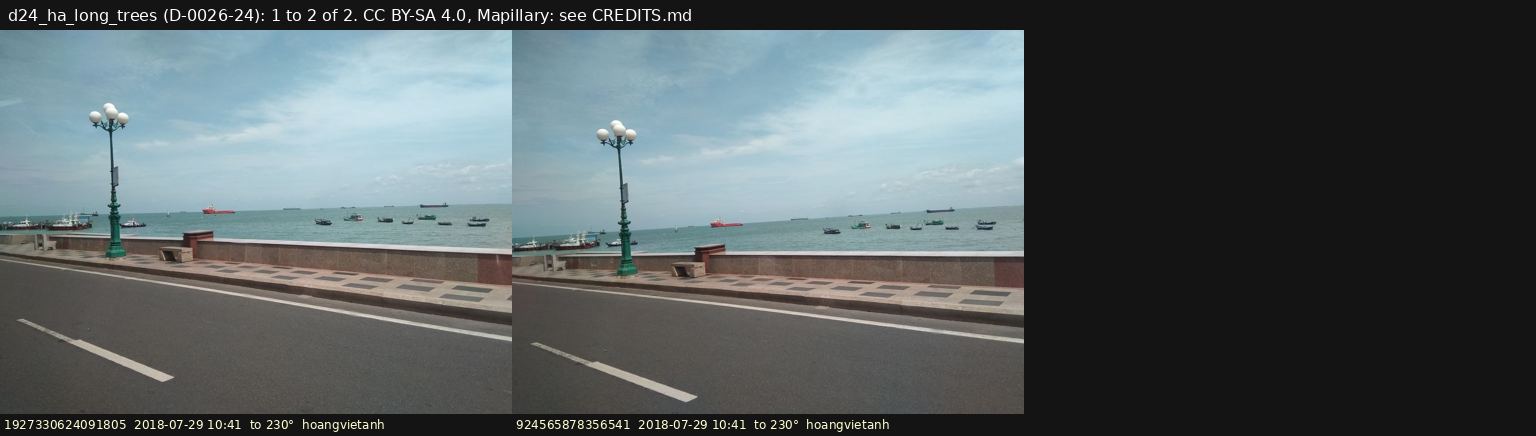 d24_ha_long_trees (D-0026-24): 1 to 2 of 2. CC BY-SA 4.0, Mapillary: see CREDITS.md
1927330624091805 2018-07-29 10:41 to 230° hoangvietanh
924565878356541 2018-07-29 10:41 to 230° hoangvietanh